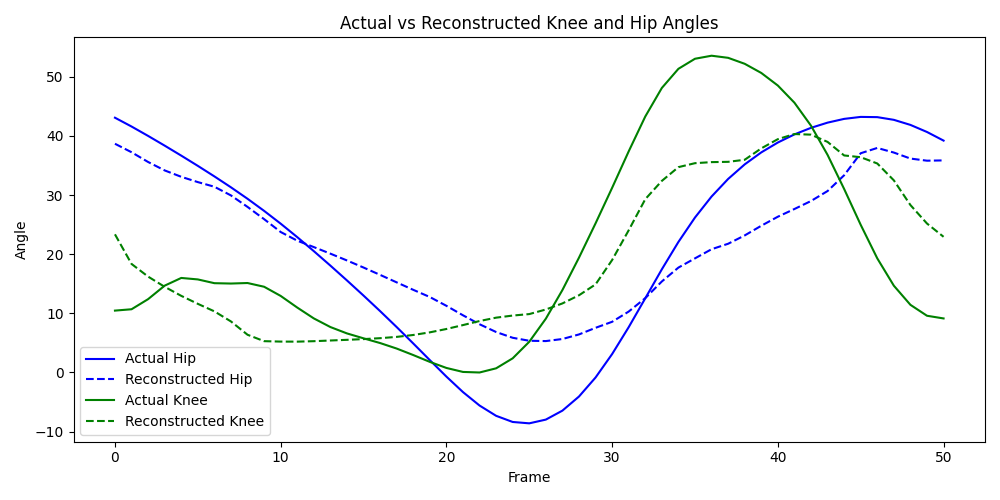 Actual vs Reconstructed Knee and Hip Angles
50
40
30
20
10
0
−10
Angle
Actual Hip
Reconstructed Hip
Actual Knee
Reconstructed Knee
0 10 20 30 40 50
Frame